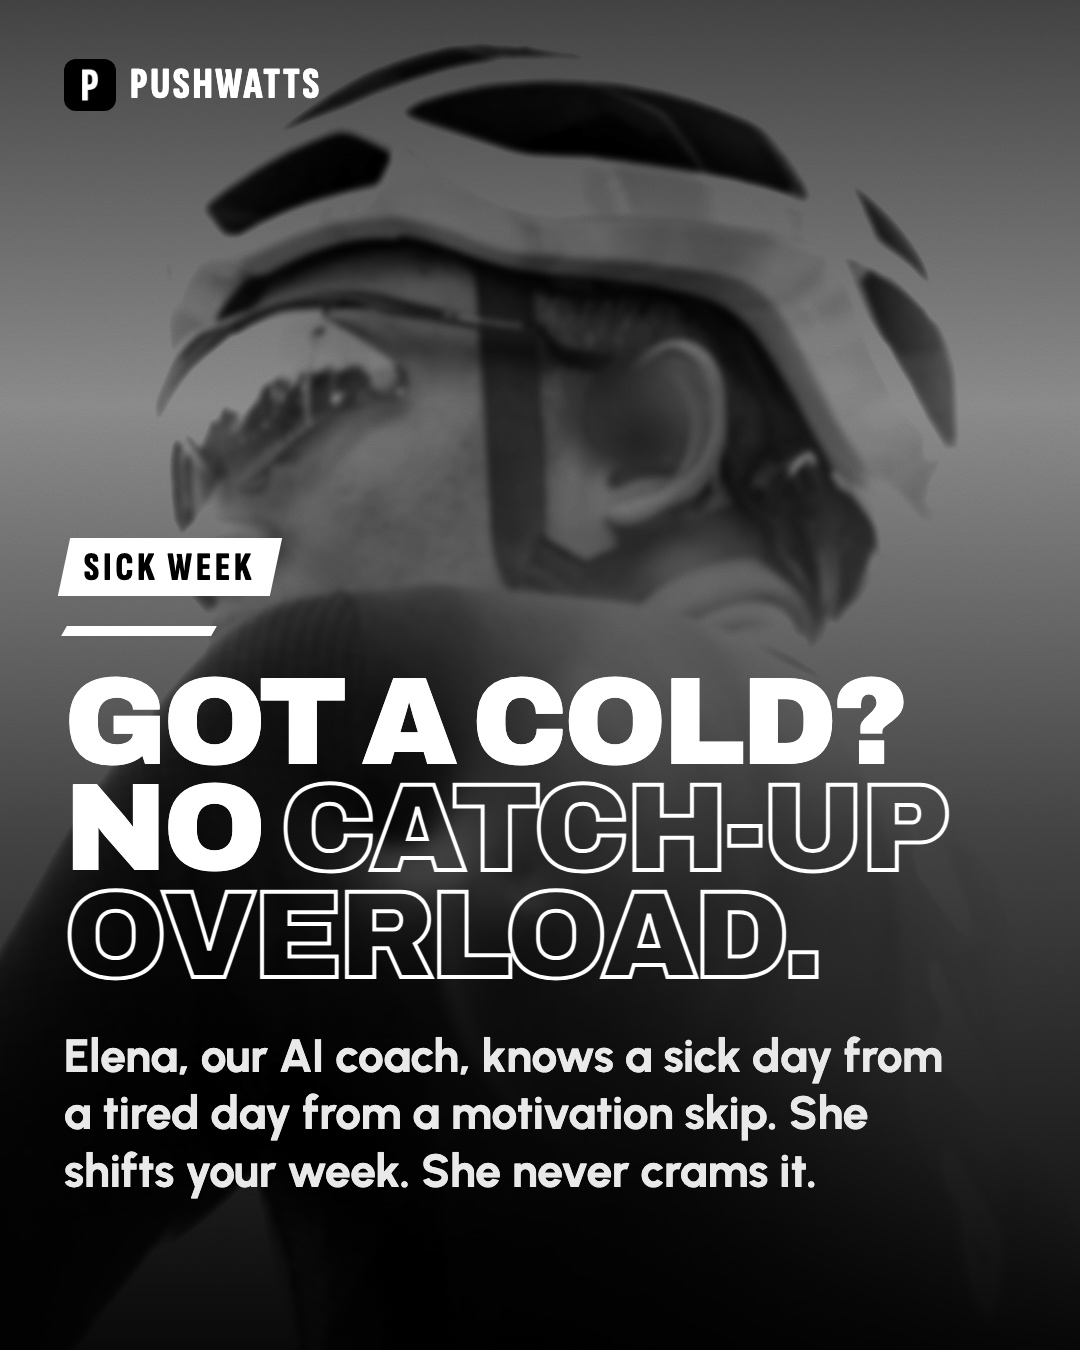 P PUSHWATTS
SICK WEEK
GOT A COLD?
NO CATCH-UP
OVERLOAD.
Elena, our AI coach, knows a sick day from
a tired day from a motivation skip. She
shifts your week. She never crams it.